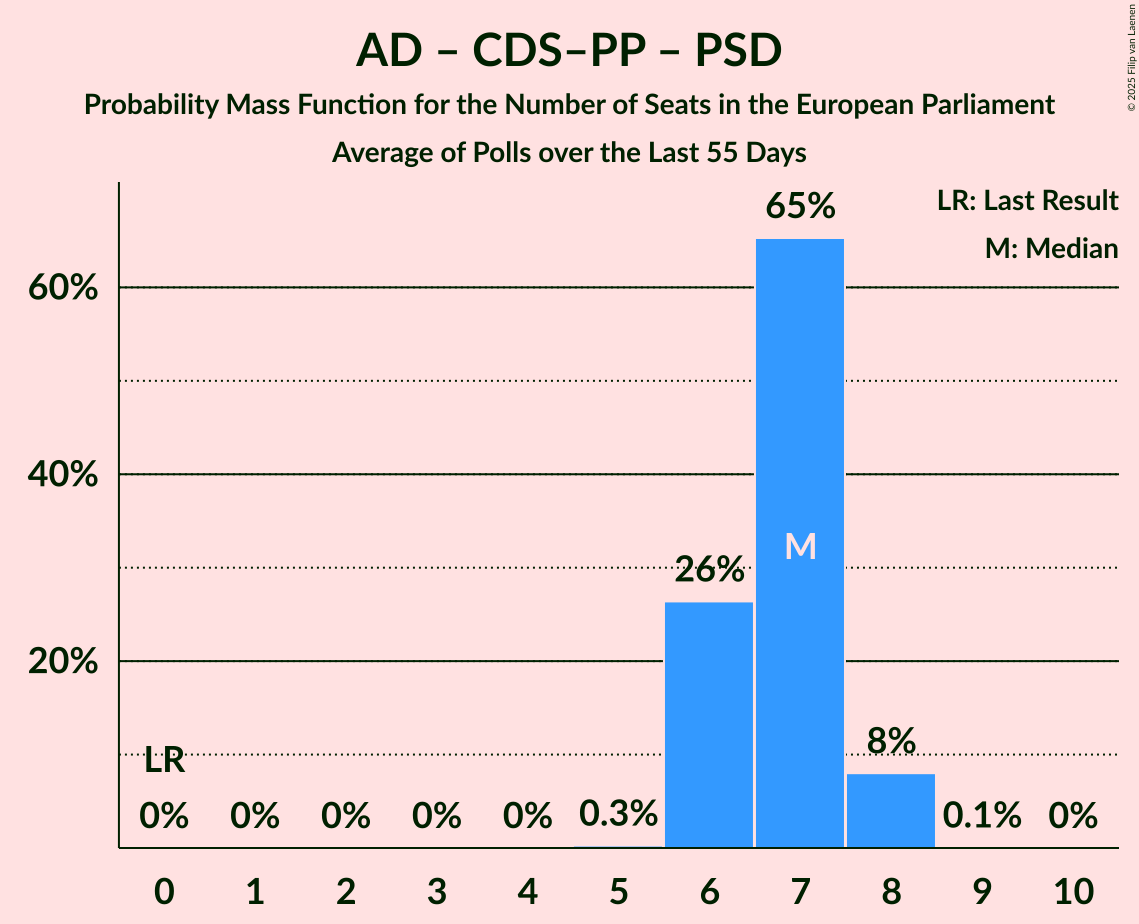 AD – CDS–PP – PSD
Probability Mass Function for the Number of Seats in the European Parliament
Average of Polls over the Last 55 Days
© 2025 Filip van Laenen
LR: Last Result
M: Median
60%
40%
20%
LR
0% 0% 0% 0% 0% 0.3% 26% 65% 8% 0.1% 0%
M
0 1 2 3 4 5 6 7 8 9 10